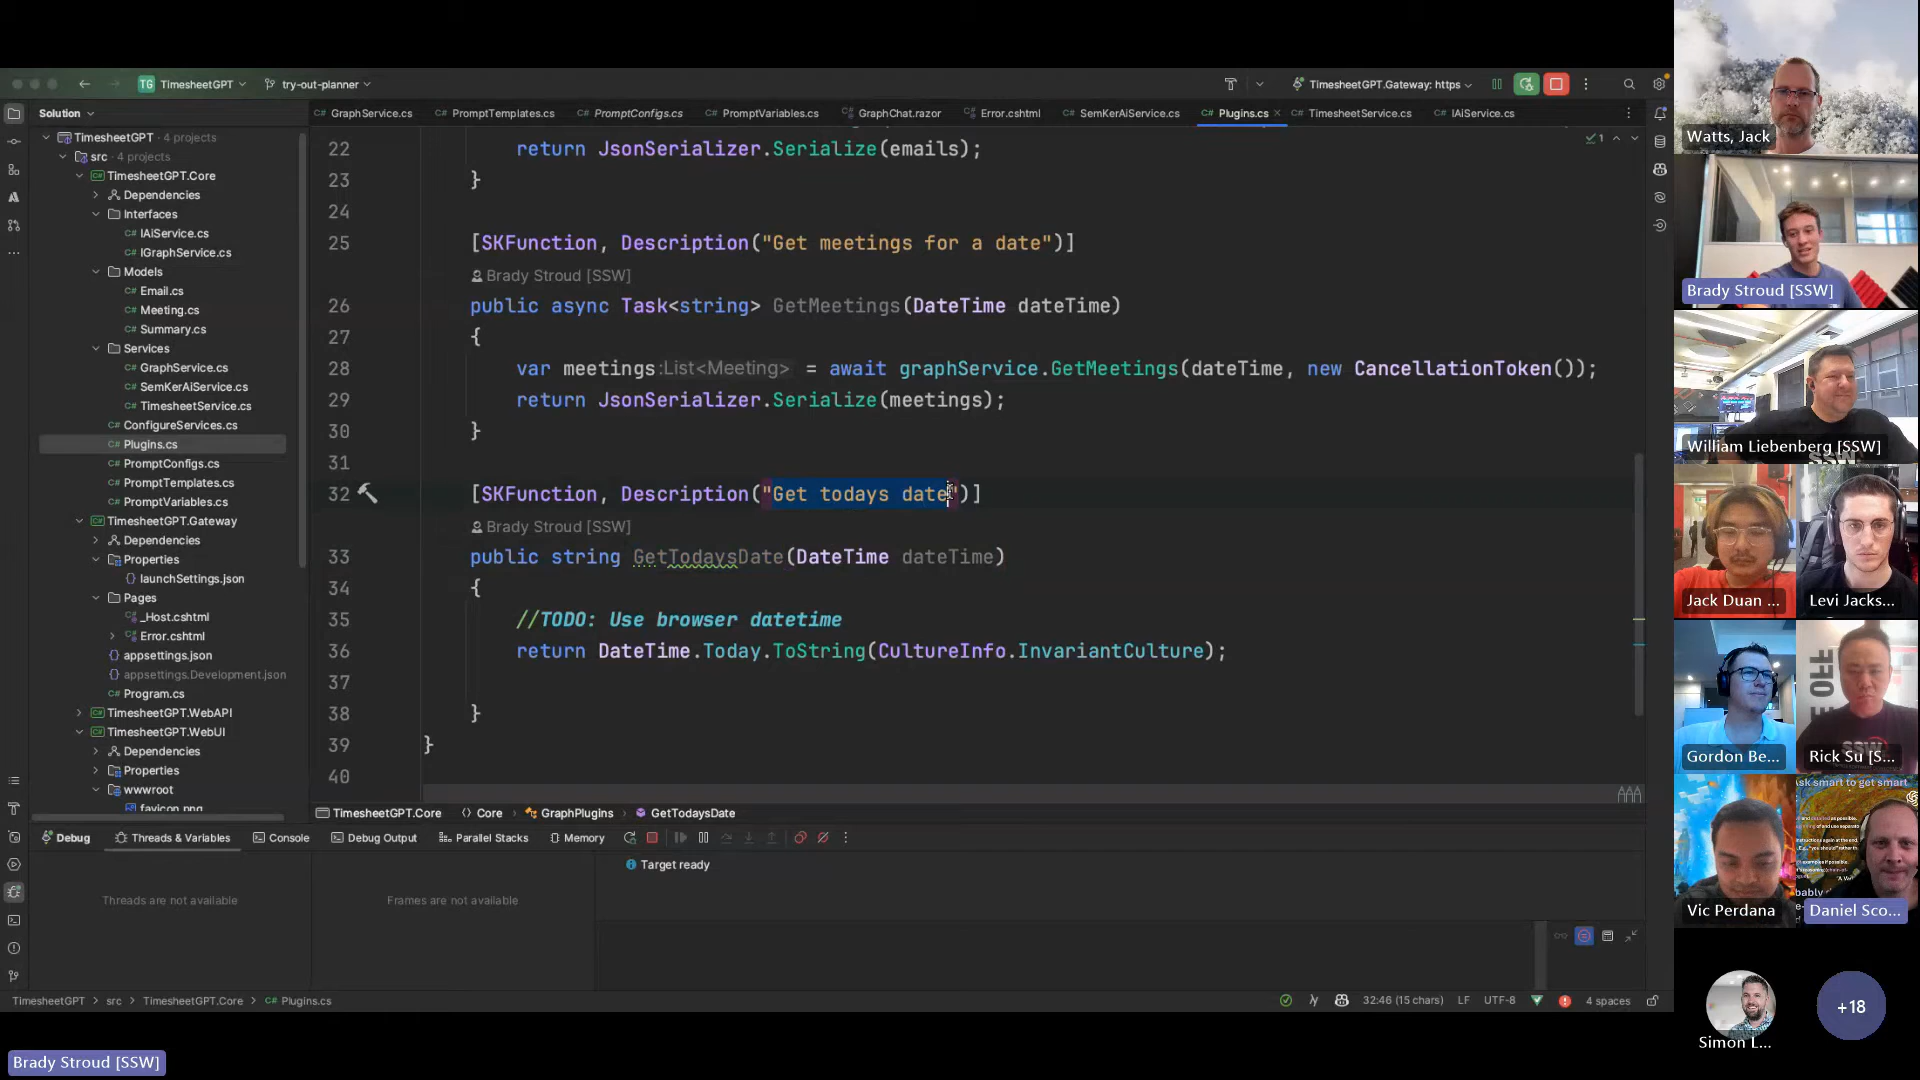 TG TimesheetGPT
try-out-planner
TimesheetGPT.Gateway: https
Solution
GraphService.cs
PromptTemplates.cs
PromptConfigs.cs
PromptVariables.cs
GraphChat.razor
Error.cshtml
SemKerAiService.cs
Plugins.cs
TimesheetService.cs
IAiService.cs
TimesheetGPT 4 projects
src 4 projects
TimesheetGPT.Core
Dependencies
Interfaces
IAiService.cs
IGraphService.cs
Models
Email.cs
Meeting.cs
Summary.cs
Services
GraphService.cs
SemKerAiService.cs
TimesheetService.cs
ConfigureServices.cs
Plugins.cs
PromptConfigs.cs
PromptTemplates.cs
PromptVariables.cs
TimesheetGPT.Gateway
Dependencies
Properties
launchSettings.json
Pages
_Host.cshtml
Error.cshtml
appsettings.json
appsettings.Development.json
Program.cs
TimesheetGPT.WebAPI
TimesheetGPT.WebUI
Dependencies
Properties
wwwroot
favicon.png
22 return JsonSerializer.Serialize(emails);
23 }
24
25 [SKFunction, Description("Get meetings for a date")]
Brady Stroud [SSW]
26 public async Task<string> GetMeetings(DateTime dateTime)
27 {
28 var meetings:List<Meeting> = await graphService.GetMeetings(dateTime, new CancellationToken());
29 return JsonSerializer.Serialize(meetings);
30 }
31
32 [SKFunction, Description("Get todays date")]
Brady Stroud [SSW]
33 public string GetTodaysDate(DateTime dateTime)
34 {
35 //TODO: Use browser datetime
36 return DateTime.Today.ToString(CultureInfo.InvariantCulture);
37
38 }
39 }
40
1
TimesheetGPT.Core
Core
GraphPlugins
GetTodaysDate
Debug
Threads & Variables
Console
Debug Output
Parallel Stacks
Memory
Target ready
Threads are not available
Frames are not available
TimesheetGPT
src
TimesheetGPT.Core
C# Plugins.cs
32:46 (15 chars)
LF
UTF-8
4 spaces
Watts, Jack
Brady Stroud [SSW]
William Liebenberg [SSW]
Jack Duan ...
Levi Jacks...
Gordon Be...
Rick Su [S...
Vic Perdana
Daniel Sco...
Simon L...
+18
Brady Stroud [SSW]